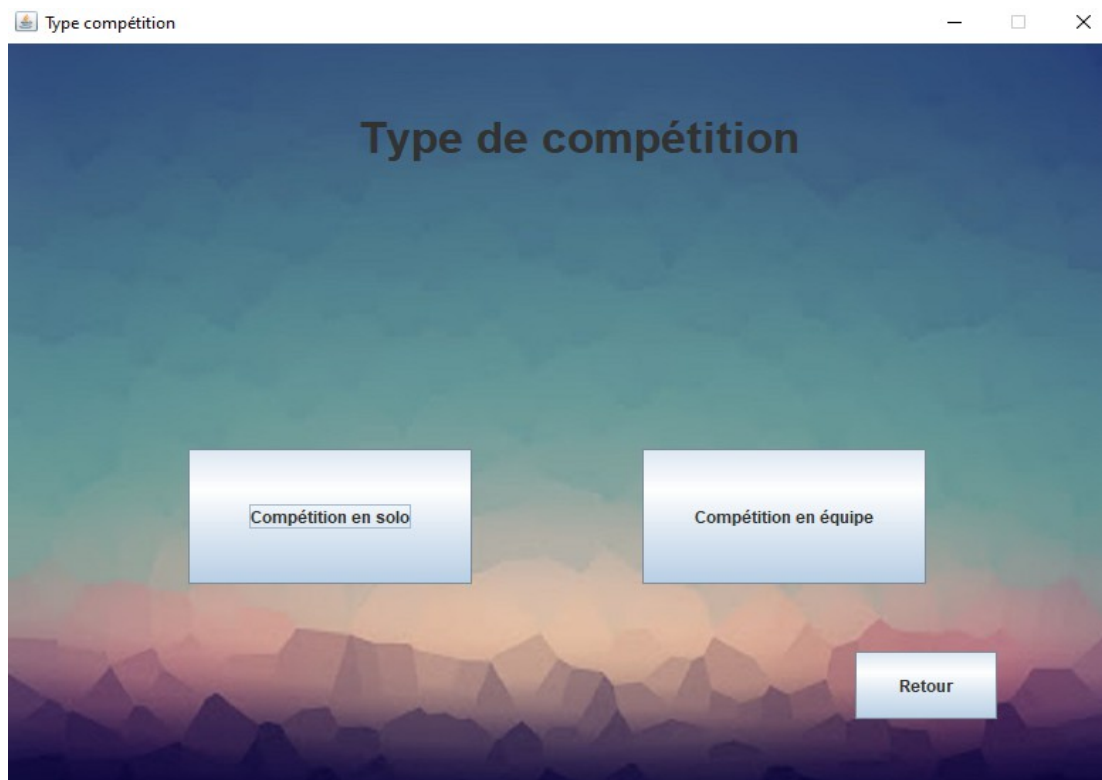 Type compétition
Type de compétition
Compétition en solo
Compétition en équipe
Retour